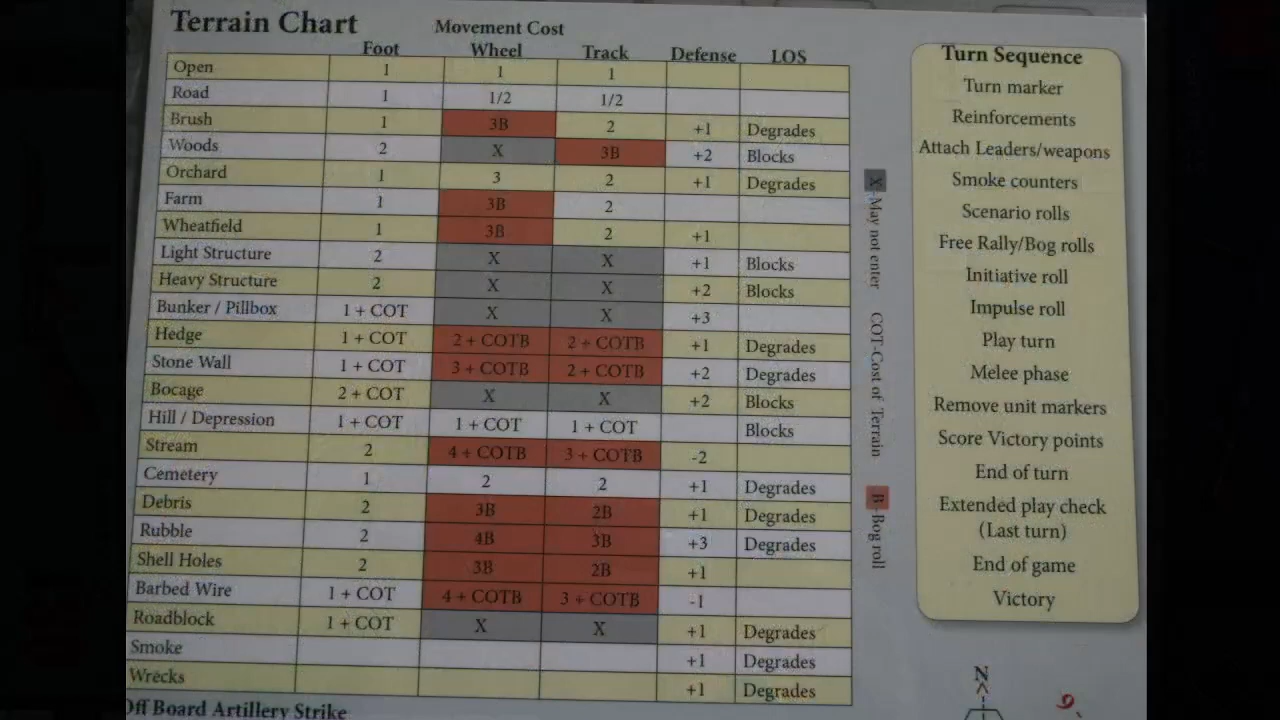 Terrain Chart
Movement Cost
Foot Wheel Track Defense LOS
Open 1 1 1
Road 1 1/2 1/2
Brush 1 3B 2 +1 Degrades
Woods 2 X 3B +2 Blocks
Orchard 1 3 2 +1 Degrades
Farm 1 3B 2
Wheatfield 1 3B 2 +1
Light Structure 2 X X +1 Blocks
Heavy Structure 2 X X +2 Blocks
Bunker / Pillbox 1 + COT X X +3
Hedge 1 + COT 2 + COTB 2 + COTB +1 Degrades
Stone Wall 1 + COT 3 + COTB 2 + COTB +2 Degrades
Bocage 2 + COT X X +2 Blocks
Hill / Depression 1 + COT 1 + COT 1 + COT Blocks
Stream 2 4 + COTB 3 + COTB -2
Cemetery 1 2 2 +1 Degrades
Debris 2 3B 2B +1 Degrades
Rubble 2 4B 3B +3 Degrades
Shell Holes 2 3B 2B +1
Barbed Wire 1 + COT 4 + COTB 3 + COTB -1
Roadblock 1 + COT X X +1 Degrades
Smoke +1 Degrades
Wrecks +1 Degrades
Off Board Artillery Strike
X-May not enter COT-Cost of Terrain B-Bog roll
Turn Sequence
Turn marker
Reinforcements
Attach Leaders/weapons
Smoke counters
Scenario rolls
Free Rally/Bog rolls
Initiative roll
Impulse roll
Play turn
Melee phase
Remove unit markers
Score Victory points
End of turn
Extended play check
(Last turn)
End of game
Victory
N